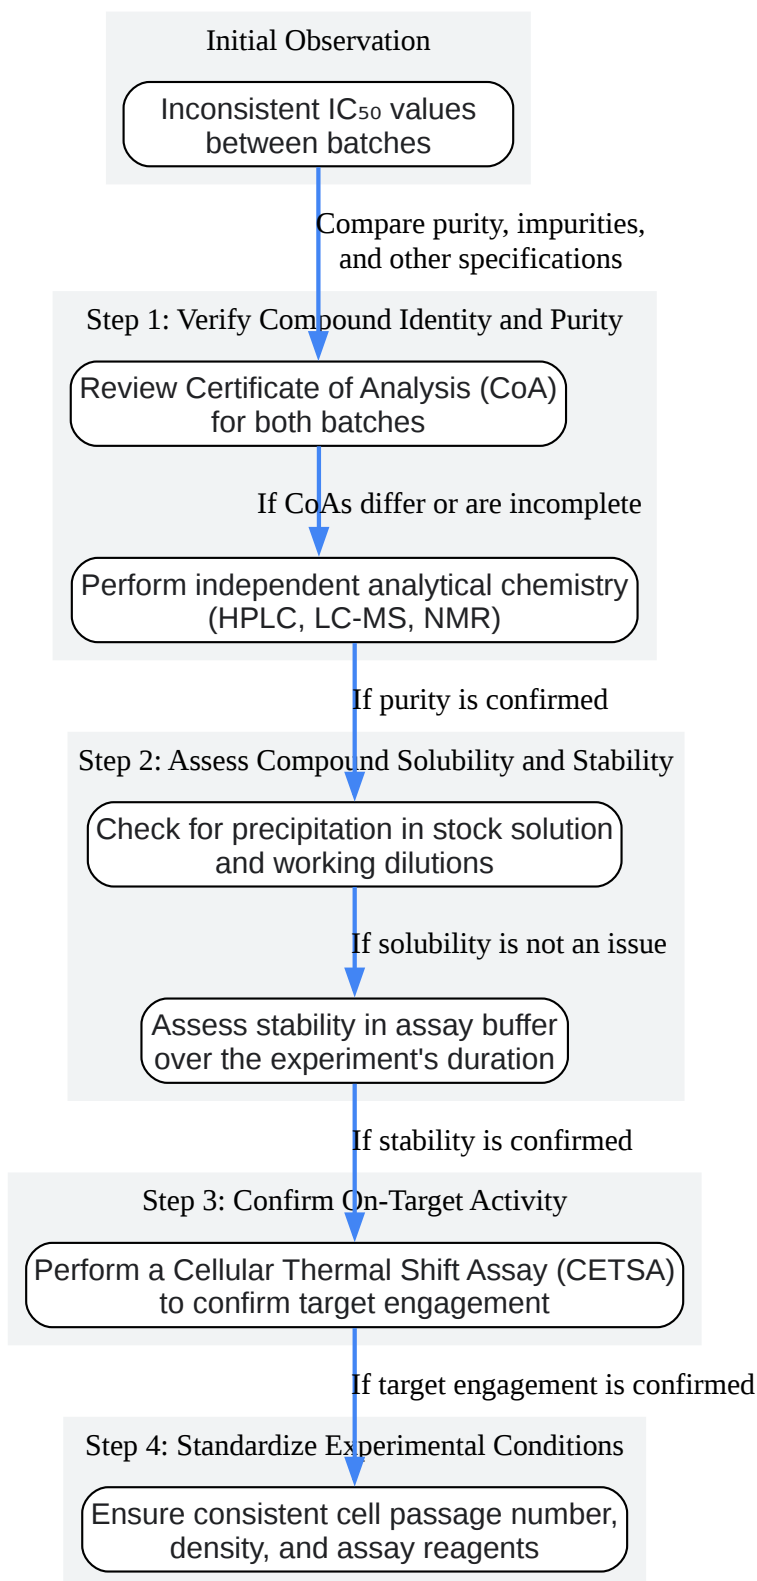 Initial Observation
Inconsistent IC₅₀ values
between batches
Compare purity, impurities,
and other specifications
Step 1: Verify Compound Identity and Purity
Review Certificate of Analysis (CoA)
for both batches
If CoAs differ or are incomplete
Perform independent analytical chemistry
(HPLC, LC-MS, NMR)
If purity is confirmed
Step 2: Assess Compound Solubility and Stability
Check for precipitation in stock solution
and working dilutions
If solubility is not an issue
Assess stability in assay buffer
over the experiment's duration
If stability is confirmed
Step 3: Confirm On-Target Activity
Perform a Cellular Thermal Shift Assay (CETSA)
to confirm target engagement
If target engagement is confirmed
Step 4: Standardize Experimental Conditions
Ensure consistent cell passage number,
density, and assay reagents